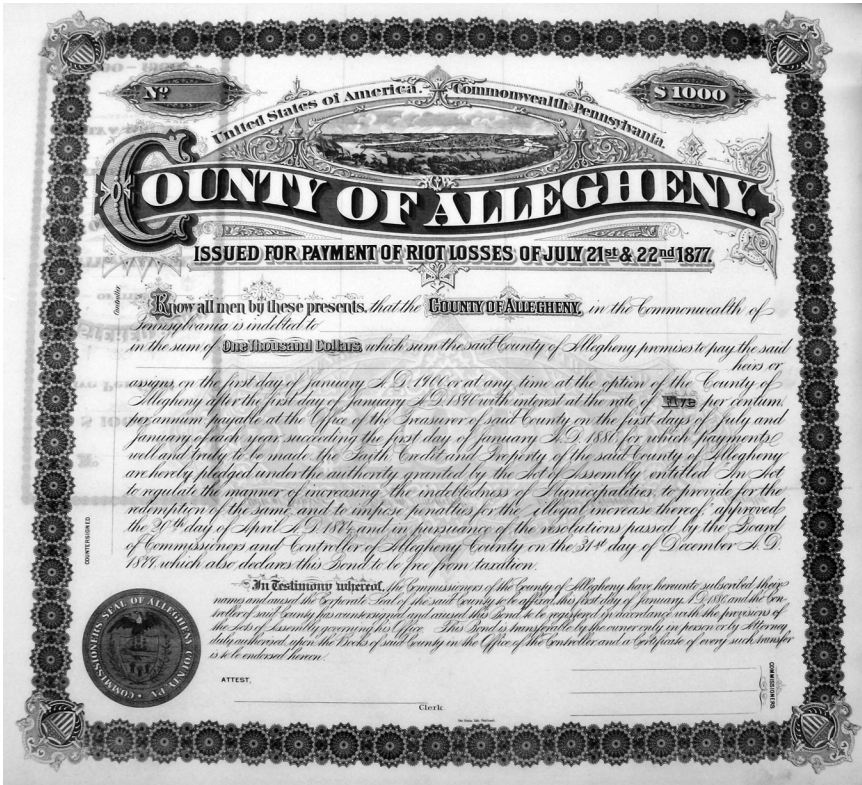 Nº
$1000
United States of America. Commonwealth of Pennsylvania.
COUNTY OF ALLEGHENY.
ISSUED FOR PAYMENT OF RIOT LOSSES OF JULY 21st & 22nd 1877.
Controller
Know all men by these presents, that the COUNTY OF ALLEGHENY, in the Commonwealth of
Pennsylvania is indebted to
in the sum of One Thousand Dollars, which sum the said County of Allegheny promises to pay the said
heirs or
assigns, on the first day of January A.D. 1900 or at any time at the option of the County of
Allegheny after the first day of January A.D. 1890 with interest at the rate of Five per centum,
per annum payable at the Office of the Treasurer of said County on the first days of July and
January of each year succeeding the first day of January A.D. 1880, for which payments
well and truly to be made, the Faith Credit and Property of the said County of Allegheny
are hereby pledged under the authority granted by the Act of Assembly, entitled "An Act
to regulate the manner of increasing the indebtedness of Municipalities, to provide for the
redemption of the same, and to impose penalties for the illegal increase thereof" approved
the 20th day of April A.D. 1874, and in pursuance of the resolutions passed by the Board
of Commissioners and Controller of Allegheny County on the 31st day of December A.D.
1879, which also declares this Bond to be free from taxation.
COUNTERSIGNED
In Testimony whereof, the Commissioners of the County of Allegheny have hereunto subscribed their
names and caused the Corporate Seal of the said County to be affixed, this first day of January, A.D. 1880 and the Con-
troller of said County has countersigned and caused this Bond to be registered in accordance with the provisions of
the Acts of Assembly governing his Office. This Bond is transferable by the owner only in person or by Attorney,
duly authorized, upon the Books of said County in the Office of the Controller and a Certificate of every such transfer
is to be endorsed hereon.
COMMISSIONERS SEAL OF ALLEGHENY COUNTY PA.
ATTEST,
Clerk
COMMISSIONERS